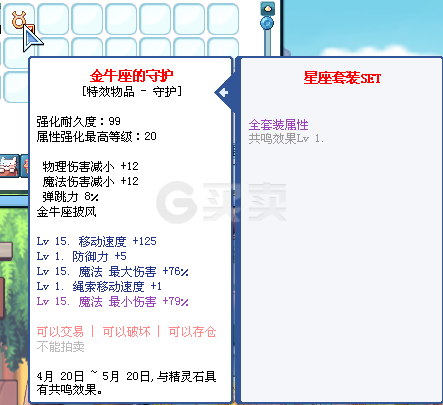 金牛座的守护
[特效物品 - 守护]
强化耐久度：99
属性强化最高等级：20
物理伤害减小 +12
魔法伤害减小 +12
弹跳力 8%
金牛座披风
Lv 15. 移动速度 +125
Lv 1. 防御力 +5
Lv 15. 魔法 最大伤害 +76%
Lv 1. 绳索移动速度 +1
Lv 15. 魔法 最小伤害 +79%
可以交易 | 可以破坏 | 可以存仓
不能拍卖
4月 20日 ~ 5月 20日,与精灵石具
有共鸣效果。
星座套装SET
全套装属性
共鸣效果Lv 1.
G买卖